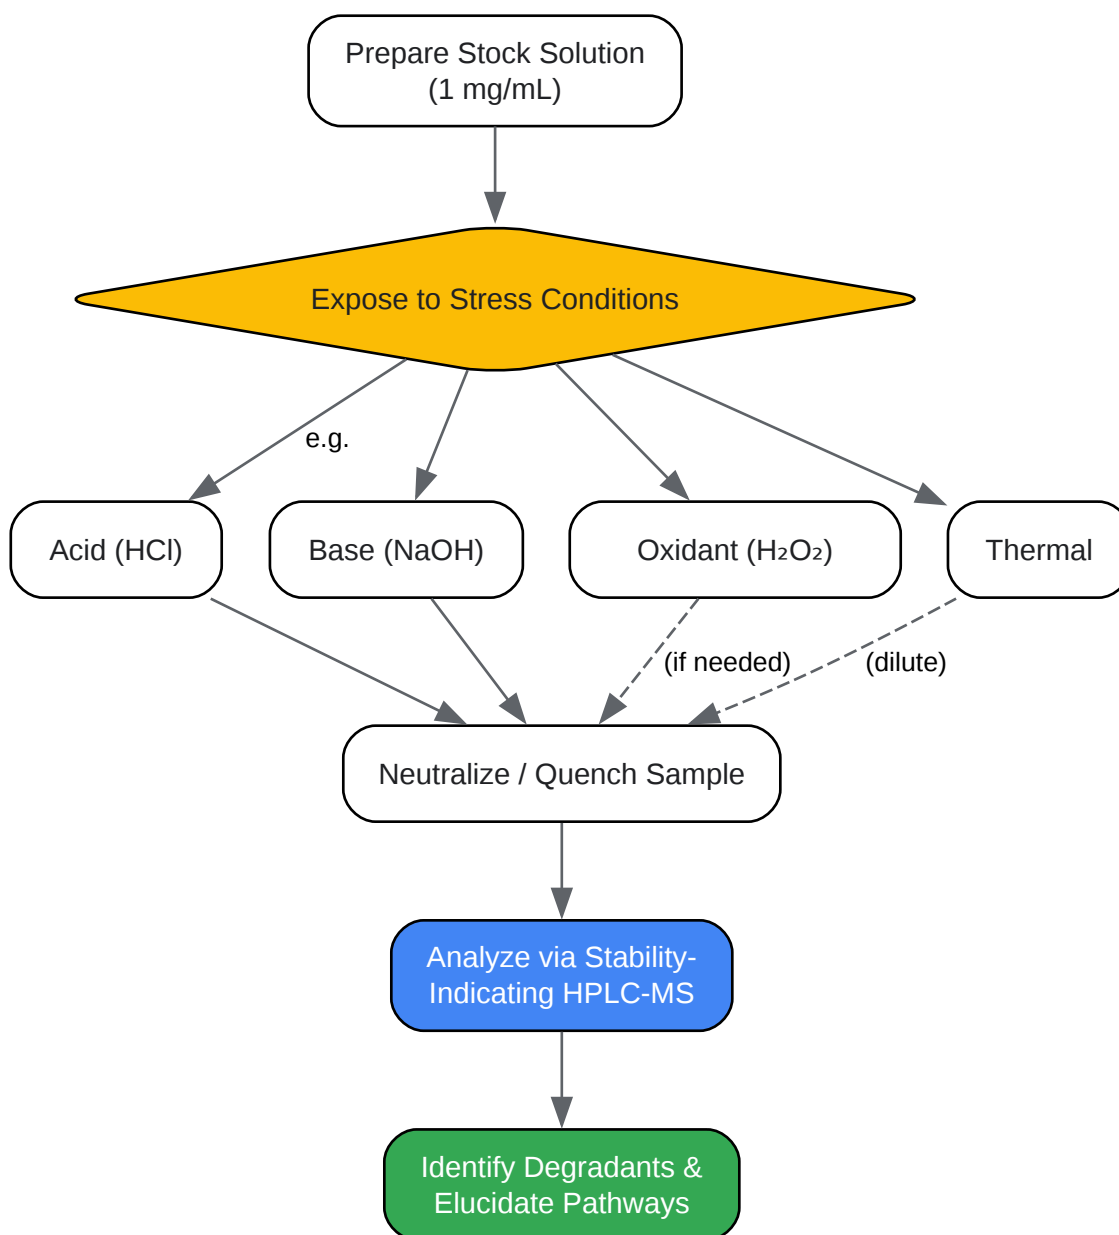 Prepare Stock Solution
(1 mg/mL)
Expose to Stress Conditions
e.g.
Acid (HCl)
Base (NaOH)
Oxidant (H₂O₂)
Thermal
(if needed)
(dilute)
Neutralize / Quench Sample
Analyze via Stability-
Indicating HPLC-MS
Identify Degradants &
Elucidate Pathways